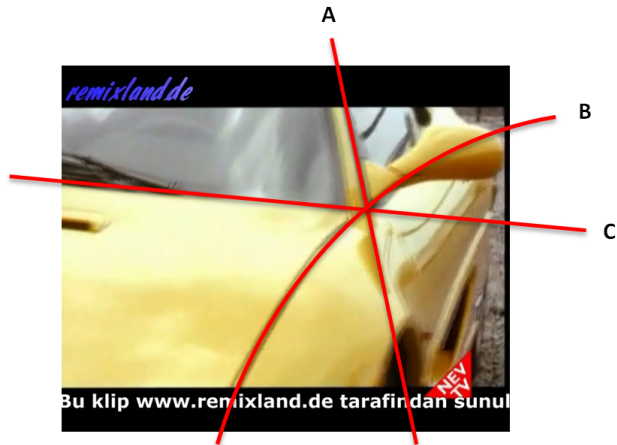 A
remixland.de
B
C
NEV
TV
Bu klip www.remixland.de tarafindan sunul